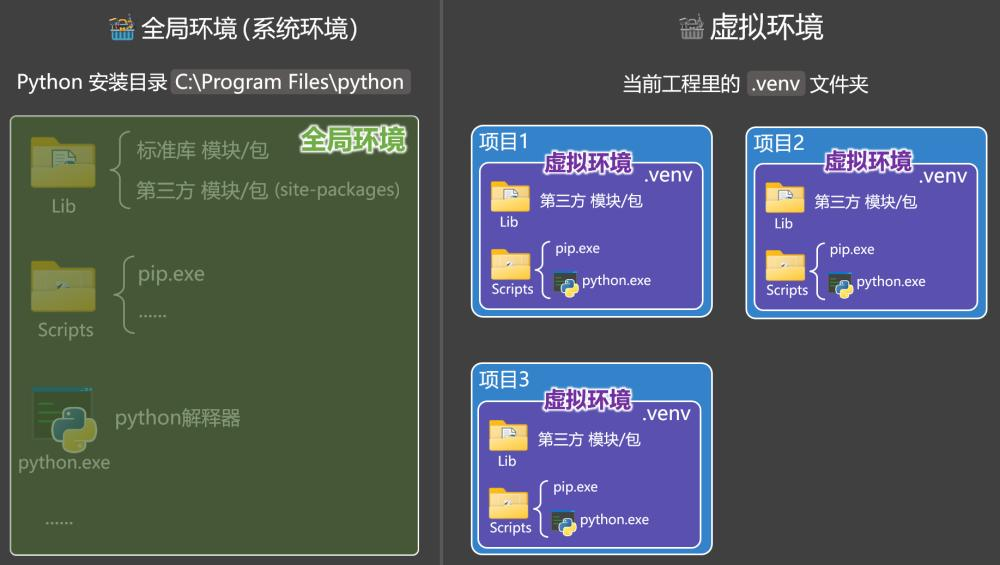 全局环境（系统环境）
Python 安装目录 C:\Program Files\python
全局环境
标准库 模块/包
第三方 模块/包 (site-packages)
Lib
pip.exe
......
Scripts
python解释器
python.exe
......
虚拟环境
当前工程里的 .venv 文件夹
项目1
虚拟环境
.venv
第三方 模块/包
Lib
pip.exe
python.exe
Scripts
项目2
虚拟环境
.venv
第三方 模块/包
Lib
pip.exe
python.exe
Scripts
项目3
虚拟环境
.venv
第三方 模块/包
Lib
pip.exe
python.exe
Scripts